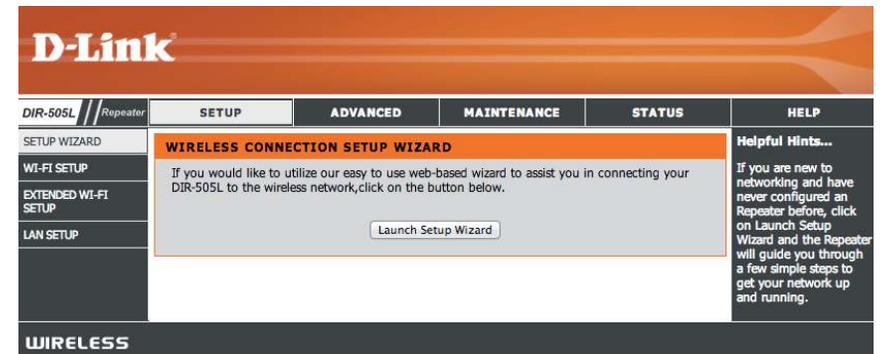 D-Link
DIR-505L // Repeater
SETUP
ADVANCED
MAINTENANCE
STATUS
HELP
SETUP WIZARD
WI-FI SETUP
EXTENDED WI-FI
SETUP
LAN SETUP
WIRELESS CONNECTION SETUP WIZARD
If you would like to utilize our easy to use web-based wizard to assist you in connecting your
DIR-505L to the wireless network,click on the button below.
Launch Setup Wizard
Helpful Hints...
If you are new to
networking and have
never configured an
Repeater before, click
on Launch Setup
Wizard and the Repeater
will guide you through
a few simple steps to
get your network up
and running.
WIRELESS